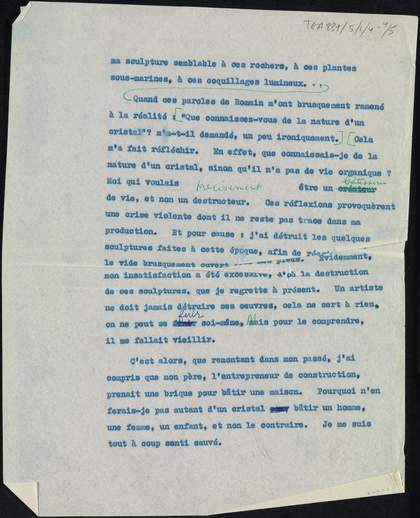 TGA 881/5/1/4-1/5
ma sculpture semblable à ces rochers, à ces plantes
sous-marines, à ces coquillages lumineux. . .
Quand ces paroles de Romain m'ont brusquement ramené
à la réalité : "Que connaissez-vous de la nature d'un
cristal"? m'a-t-il demandé, un peu ironiquement. Cela
m'a fait réfléchir. En effet, que connaissais-je de la
nature d'un cristal, sinon qu'il n'a pas de vie organique ?
bâtisseur
Moi qui voulais précisément être un créateur
de vie, et non un destructeur. Ces réflexions provoquèrent
une crise violente dont il ne reste pas trace dans ma
production. Et pour cause ; j'ai détruit les quelques
sculptures faites à cette époque, afin de
le vide brusquement ouvert Evidemment,
mon insatisfaction a été excessive, d'où la destruction
de ces sculptures, que je regrette à présent. Un artiste
ne doit jamais détruire ses oeuvres, cela ne sert à rien,
fuir
on ne peut se soi-même, Mais pour le comprendre,
il me fallait vieillir.
C'est alors, que remontant dans mon passé, j'ai
compris que mon père, l'entrepreneur de construction,
prenait une brique pour bâtir une maison. Pourquoi n'en
ferais-je pas autant d'un cristal bâtir un homme,
une femme, un enfant, et non le contraire. Je me suis
tout à coup senti sauvé.